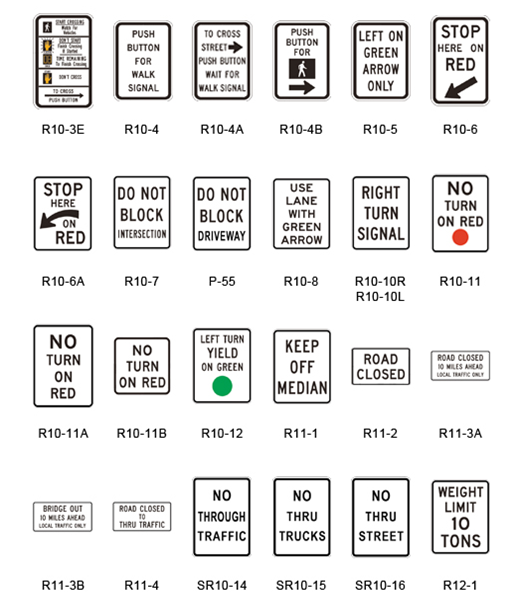 START CROSSING
Watch For
Vehicles
DON'T START
Finish Crossing
If Started
TIME REMAINING
To Finish Crossing
DON'T CROSS
TO CROSS
PUSH BUTTON
R10-3E
PUSH
BUTTON
FOR
WALK
SIGNAL
R10-4
TO CROSS
STREET
PUSH BUTTON
WAIT FOR
WALK SIGNAL
R10-4A
PUSH
BUTTON
FOR
R10-4B
LEFT ON
GREEN
ARROW
ONLY
R10-5
STOP
HERE ON
RED
R10-6
STOP
HERE
ON
RED
R10-6A
DO NOT
BLOCK
INTERSECTION
R10-7
DO NOT
BLOCK
DRIVEWAY
P-55
USE
LANE
WITH
GREEN
ARROW
R10-8
RIGHT
TURN
SIGNAL
R10-10R
R10-10L
NO
TURN
ON RED
R10-11
NO
TURN
ON
RED
R10-11A
NO
TURN
ON RED
R10-11B
LEFT TURN
YIELD
ON GREEN
R10-12
KEEP
OFF
MEDIAN
R11-1
ROAD
CLOSED
R11-2
ROAD CLOSED
10 MILES AHEAD
LOCAL TRAFFIC ONLY
R11-3A
BRIDGE OUT
10 MILES AHEAD
LOCAL TRAFFIC ONLY
R11-3B
ROAD CLOSED
TO
THRU TRAFFIC
R11-4
NO
THROUGH
TRAFFIC
SR10-14
NO
THRU
TRUCKS
SR10-15
NO
THRU
STREET
SR10-16
WEIGHT
LIMIT
10
TONS
R12-1